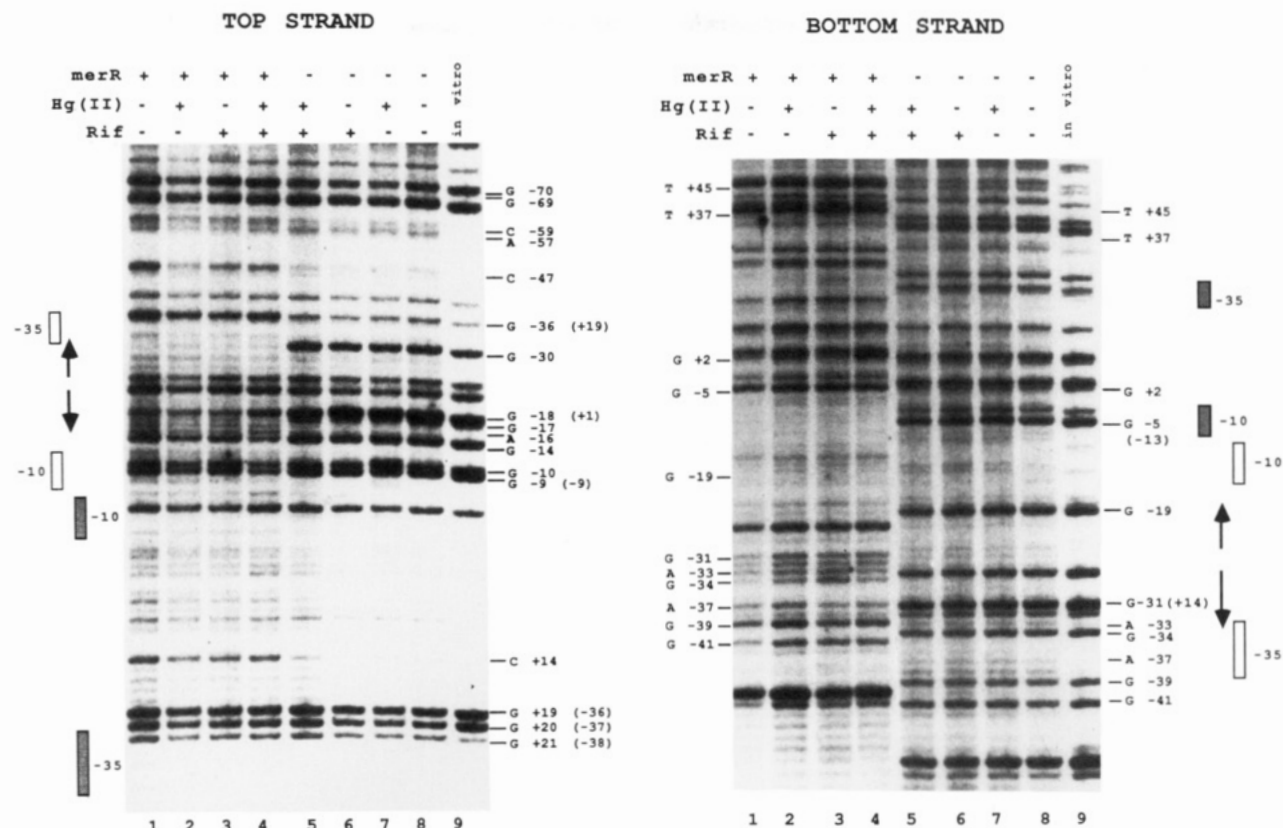 TOP STRAND
merR + + + + - - - -
Hg(II) - + - + + - + -
Rif - - + + + + - -
in vitro
G -70
G -69
C -59
A -57
C -47
G -36 (+19)
G -30
G -18 (+1)
G -17
A -16
G -14
G -10
G -9 (-9)
C +14
G +19 (-36)
G +20 (-37)
G +21 (-38)
-35
-10
-10
-35
1 2 3 4 5 6 7 8 9
BOTTOM STRAND
merR + + + + - - - -
Hg(II) - + - + + - + -
Rif - - + + + + - -
in vitro
T +45
T +37
G +2
G -5
G -19
G -31
A -33
G -34
A -37
G -39
G -41
T +45
T +37
G +2
G -5
(-13)
G -19
G-31(+14)
A -33
G -34
A -37
G -39
G -41
-35
-10
-10
-35
1 2 3 4 5 6 7 8 9